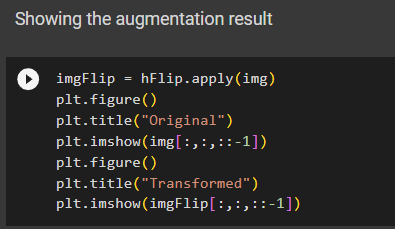 Showing the augmentation result
imgFlip = hFlip.apply(img)
plt.figure()
plt.title("Original")
plt.imshow(img[:,:,::-1])
plt.figure()
plt.title("Transformed")
plt.imshow(imgFlip[:,:,::-1])